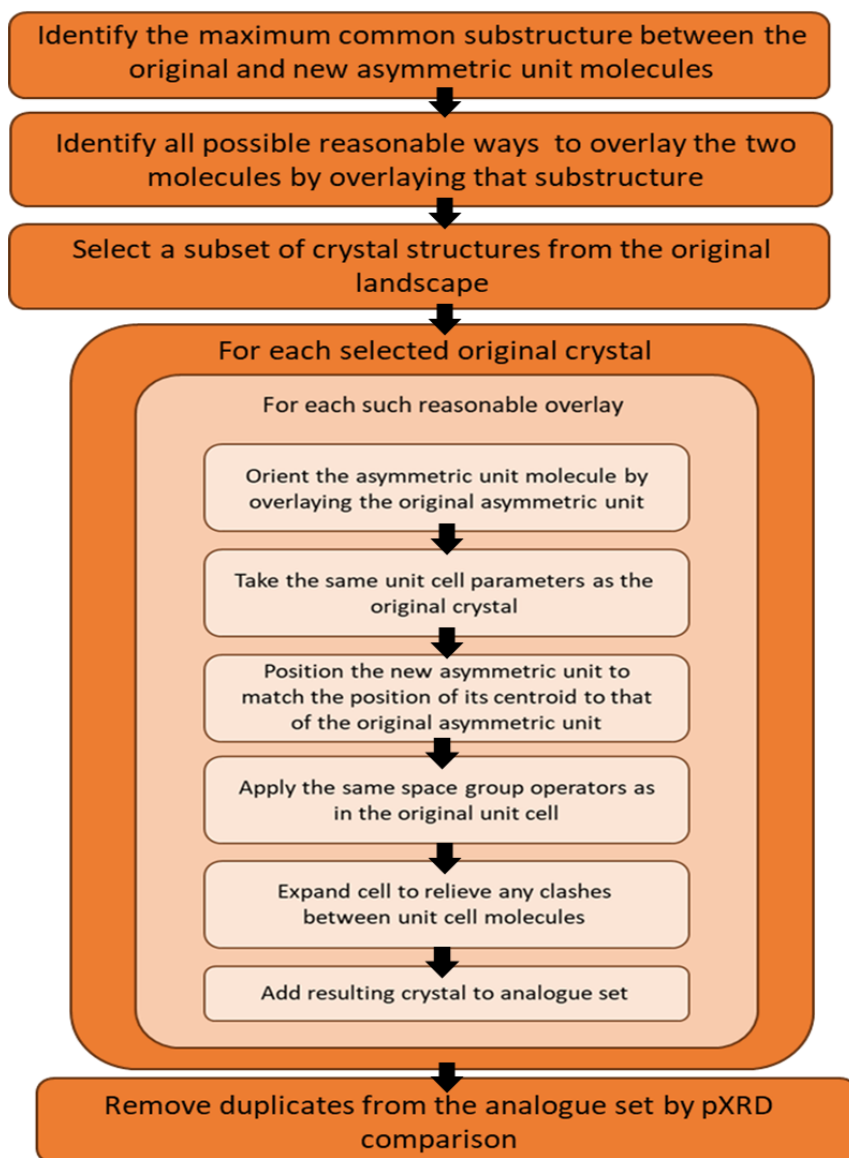 Identify the maximum common substructure between the
original and new asymmetric unit molecules
Identify all possible reasonable ways to overlay the two
molecules by overlaying that substructure
Select a subset of crystal structures from the original
landscape
For each selected original crystal
For each such reasonable overlay
Orient the asymmetric unit molecule by
overlaying the original asymmetric unit
Take the same unit cell parameters as the
original crystal
Position the new asymmetric unit to
match the position of its centroid to that
of the original asymmetric unit
Apply the same space group operators as
in the original unit cell
Expand cell to relieve any clashes
between unit cell molecules
Add resulting crystal to analogue set
Remove duplicates from the analogue set by pXRD
comparison